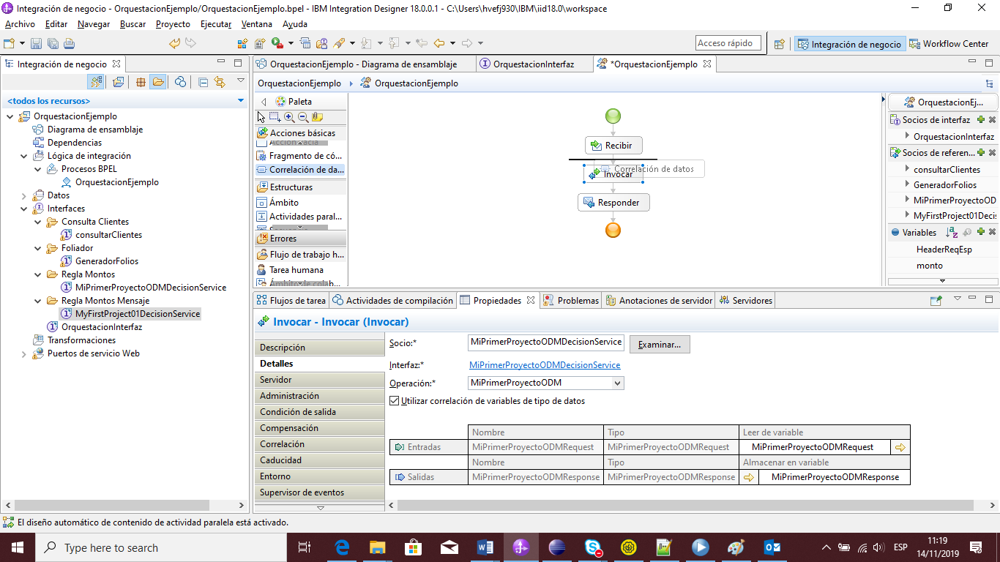 Integración de negocio - OrquestacionEjemplo/OrquestacionEjemplo.bpel - IBM Integration Designer 18.0.0.1 - C:\Users\hvefj930\IBM\iid18.0\workspace
Archivo Editar Navegar Buscar Proyecto Ejecutar Ventana Ayuda
Acceso rápido Integración de negocio Workflow Center
Integración de negocio
<todos los recursos>
OrquestacionEjemplo
Diagrama de ensamblaje
Dependencias
Lógica de integración
Procesos BPEL
OrquestacionEjemplo
Datos
Interfaces
Consulta Clientes
consultarClientes
Foliador
GeneradorFolios
Regla Montos
MiPrimerProyectoODMDecisionService
Regla Montos Mensaje
MyFirstProject01DecisionService
OrquestacionInterfaz
Transformaciones
Puertos de servicio Web
OrquestacionEjemplo - Diagrama de ensamblaje OrquestacionInterfaz *OrquestacionEjemplo
OrquestacionEjemplo OrquestacionEjemplo
Paleta
Acciones básicas
Fragmento de có...
Correlación de da...
Estructuras
Ámbito
Actividades paral...
Errores
Flujo de trabajo h...
Tarea humana
Ámbito de colab...
Recibir
Correlación de datos
Invocar
Responder
OrquestacionEj...
Socios de interfaz
OrquestacionInterfaz
Socios de referen...
consultarClientes
GeneradorFolios
MiPrimerProyectoOD
MyFirstProject01Decis
Variables
HeaderReqEsp
monto
Flujos de tarea Actividades de compilación Propiedades Problemas Anotaciones de servidor Servidores
Invocar - Invocar (Invocar)
Descripción
Detalles
Servidor
Administración
Condición de salida
Compensación
Correlación
Caducidad
Entorno
Supervisor de eventos
Socio:* MiPrimerProyectoODMDecisionService Examinar...
Interfaz:* MiPrimerProyectoODMDecisionService
Operación:* MiPrimerProyectoODM
Utilizar correlación de variables de tipo de datos
Nombre Tipo Leer de variable
Entradas MiPrimerProyectoODMRequest MiPrimerProyectoODMRequest MiPrimerProyectoODMRequest
Nombre Tipo Almacenar en variable
Salidas MiPrimerProyectoODMResponse MiPrimerProyectoODMResponse MiPrimerProyectoODMResponse
El diseño automático de contenido de actividad paralela está activado.
Type here to search
ESP
11:19
14/11/2019